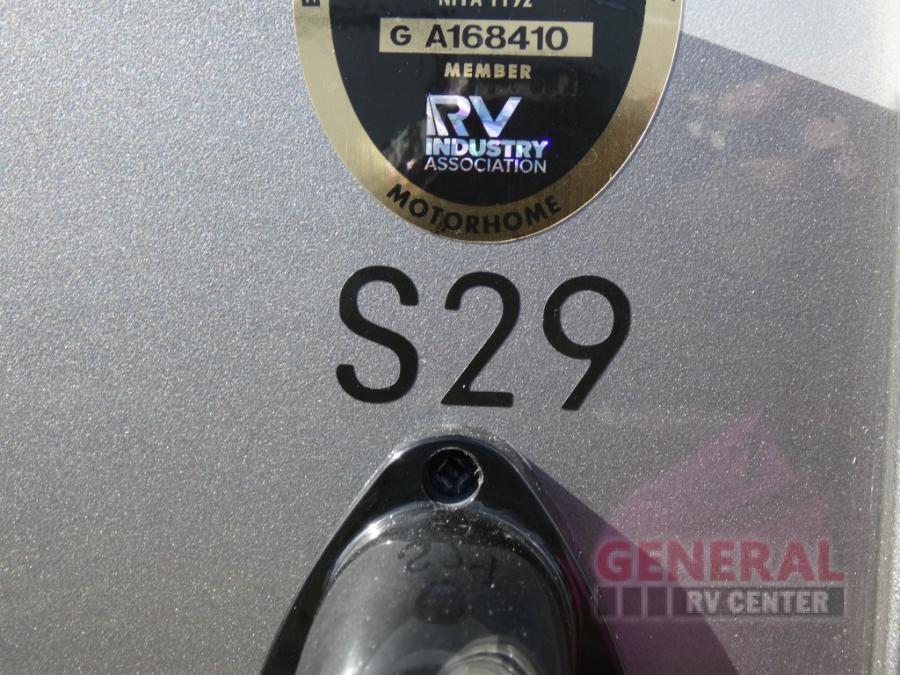 G A168410
MEMBER
RV
INDUSTRY
ASSOCIATION
MOTORHOME
S29
GENERAL
RV CENTER